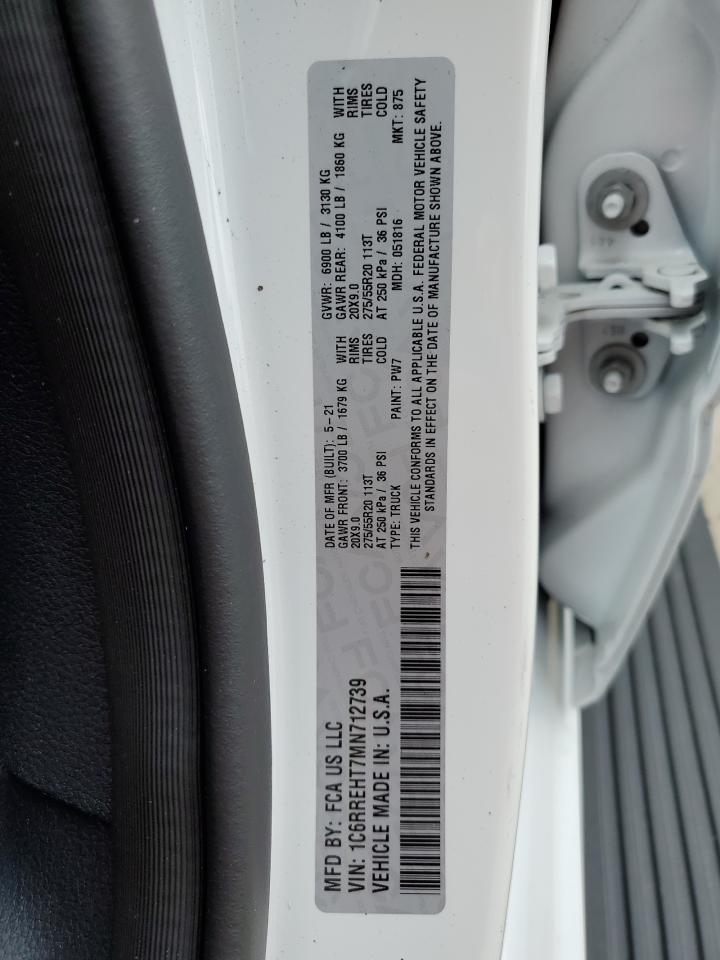 MFD BY: FCA US LLC
VIN: 1C6RREHT7MN712739
VEHICLE MADE IN: U.S.A.
DATE OF MFR (BUILT): 5-21
GVWR: 6900 LB / 3130 KG
GAWR FRONT: 3700 LB / 1679 KG WITH
GAWR REAR: 4100 LB / 1860 KG WITH
20X9.0 RIMS
20X9.0 RIMS
275/55R20 113T TIRES
275/55R20 113T TIRES
AT 250 kPa / 36 PSI COLD
AT 250 kPa / 36 PSI COLD
TYPE: TRUCK PAINT: PW7 MDH: 051816 MKT: 875
THIS VEHICLE CONFORMS TO ALL APPLICABLE U.S.A. FEDERAL MOTOR VEHICLE SAFETY
STANDARDS IN EFFECT ON THE DATE OF MANUFACTURE SHOWN ABOVE.